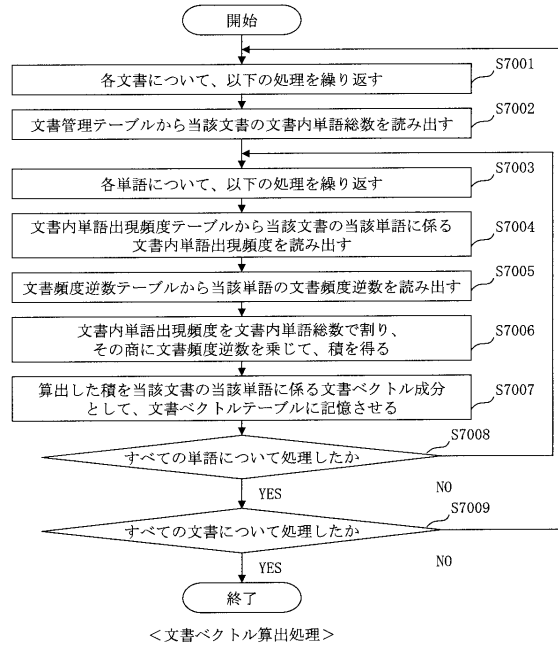 開始
S7001
各文書について、以下の処理を繰り返す
S7002
文書管理テーブルから当該文書の文書内単語総数を読み出す
S7003
各単語について、以下の処理を繰り返す
S7004
文書内単語出現頻度テーブルから当該文書の当該単語に係る
文書内単語出現頻度を読み出す
S7005
文書頻度逆数テーブルから当該単語の文書頻度逆数を読み出す
S7006
文書内単語出現頻度を文書内単語総数で割り、
その商に文書頻度逆数を乗じて、積を得る
S7007
算出した積を当該文書の当該単語に係る文書ベクトル成分
として、文書ベクトルテーブルに記憶させる
S7008
すべての単語について処理したか
YES
NO
S7009
すべての文書について処理したか
YES
NO
終了
＜文書ベクトル算出処理＞